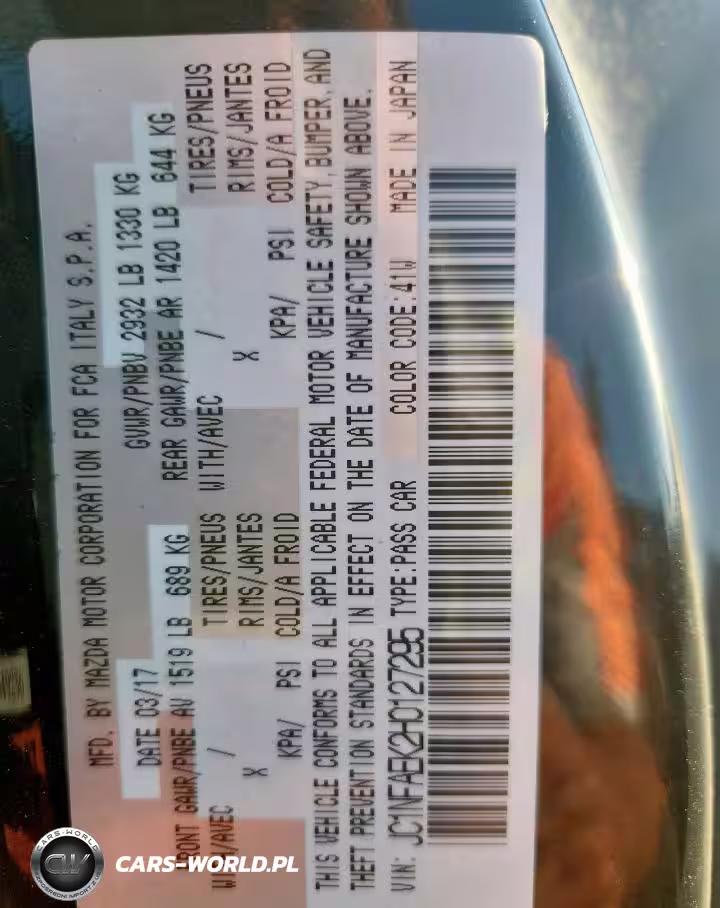 MFD. BY MAZDA MOTOR CORPORATION FOR FCA ITALY S.P.A.
DATE 03/17 GVWR/PNBV 2932 LB 1330 KG
FRONT GAWR/PNBE AV 1519 LB 689 KG REAR GAWR/PNBE AR 1420 LB 644 KG
WITH/AVEC / TIRES/PNEUS WITH/AVEC / TIRES/PNEUS
X RIMS/JANTES X RIMS/JANTES
KPA/ PSI COLD/A FROID KPA/ PSI COLD/A FROID
THIS VEHICLE CONFORMS TO ALL APPLICABLE FEDERAL MOTOR VEHICLE SAFETY, BUMPER, AND
THEFT PREVENTION STANDARDS IN EFFECT ON THE DATE OF MANUFACTURE SHOWN ABOVE.
VIN: JC1NFAEK2H0127295 TYPE:PASS CAR COLOR CODE:41W MADE IN JAPAN
CARS-WORLD
CW
CARS-WORLD.PL